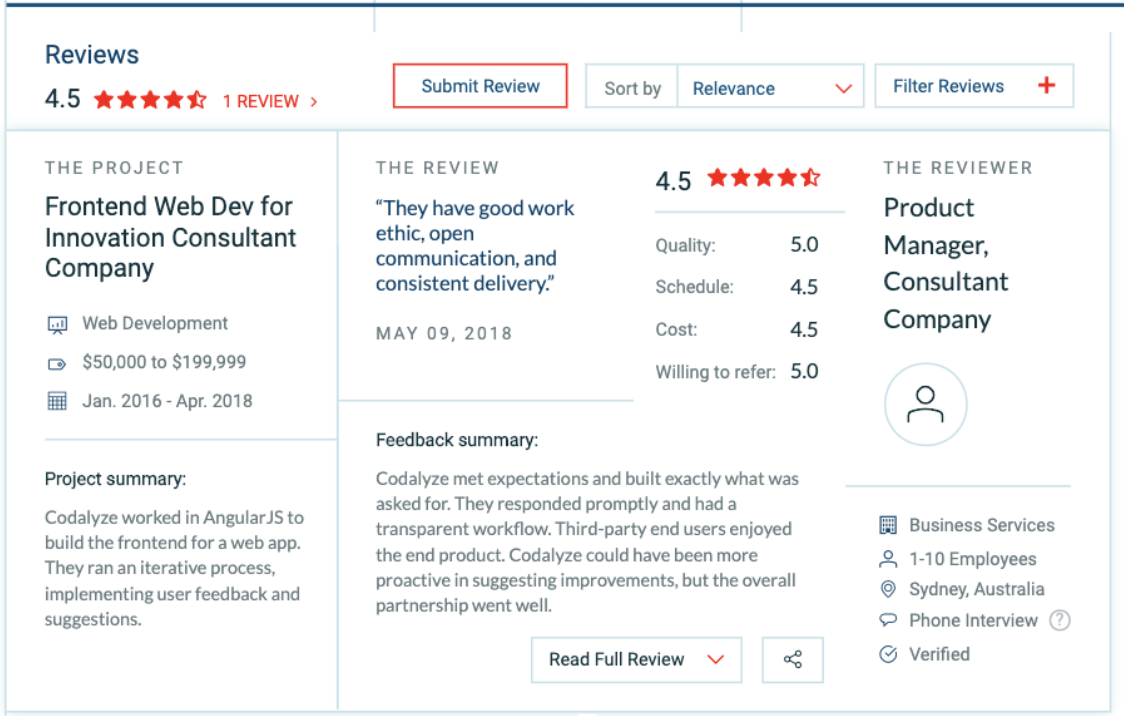 Reviews
4.5 1 REVIEW >
Submit Review
Sort by Relevance
Filter Reviews +
THE PROJECT
Frontend Web Dev for
Innovation Consultant
Company
Web Development
$50,000 to $199,999
Jan. 2016 - Apr. 2018
Project summary:
Codalyze worked in AngularJS to
build the frontend for a web app.
They ran an iterative process,
implementing user feedback and
suggestions.
THE REVIEW
“They have good work
ethic, open
communication, and
consistent delivery.”
MAY 09, 2018
4.5
Quality: 5.0
Schedule: 4.5
Cost: 4.5
Willing to refer: 5.0
Feedback summary:
Codalyze met expectations and built exactly what was
asked for. They responded promptly and had a
transparent workflow. Third-party end users enjoyed
the end product. Codalyze could have been more
proactive in suggesting improvements, but the overall
partnership went well.
Read Full Review
THE REVIEWER
Product
Manager,
Consultant
Company
Business Services
1-10 Employees
Sydney, Australia
Phone Interview ?
Verified